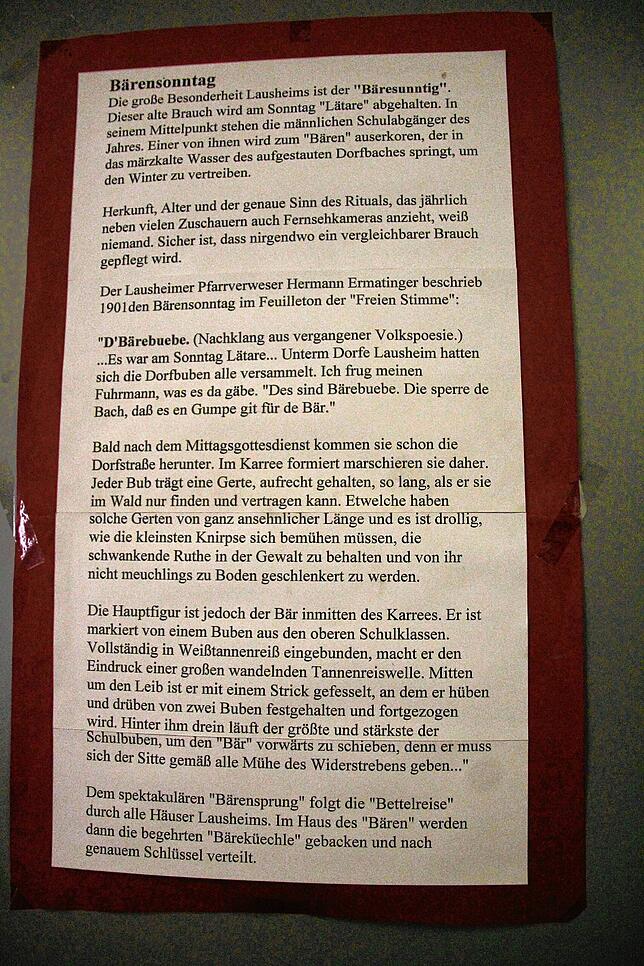 Bärensonntag
Die große Besonderheit Lausheims ist der "Bäresunntig".
Dieser alte Brauch wird am Sonntag "Lätare" abgehalten. In
seinem Mittelpunkt stehen die männlichen Schulabgänger des
Jahres. Einer von ihnen wird zum "Bären" auserkoren, der in
das märzkalte Wasser des aufgestauten Dorfbaches springt, um
den Winter zu vertreiben.
Herkunft, Alter und der genaue Sinn des Rituals, das jährlich
neben vielen Zuschauern auch Fernsehkameras anzieht, weiß
niemand. Sicher ist, dass nirgendwo ein vergleichbarer Brauch
gepflegt wird.
Der Lausheimer Pfarrverweser Hermann Ermatinger beschrieb
1901den Bärensonntag im Feuilleton der "Freien Stimme":
"D'Bärebuebe. (Nachklang aus vergangener Volkspoesie.)
...Es war am Sonntag Lätare... Unterm Dorfe Lausheim hatten
sich die Dorfbuben alle versammelt. Ich frug meinen
Fuhrmann, was es da gäbe. "Des sind Bärebuebe. Die sperre de
Bach, daß es en Gumpe git für de Bär."
Bald nach dem Mittagsgottesdienst kommen sie schon die
Dorfstraße herunter. Im Karree formiert marschieren sie daher.
Jeder Bub trägt eine Gerte, aufrecht gehalten, so lang, als er sie
im Wald nur finden und vertragen kann. Etwelche haben
solche Gerten von ganz ansehnlicher Länge und es ist drollig,
wie die kleinsten Knirpse sich bemühen müssen, die
schwankende Ruthe in der Gewalt zu behalten und von ihr
nicht meuchlings zu Boden geschlenkert zu werden.
Die Hauptfigur ist jedoch der Bär inmitten des Karrees. Er ist
markiert von einem Buben aus den oberen Schulklassen.
Vollständig in Weißtannenreiß eingebunden, macht er den
Eindruck einer großen wandelnden Tannenreiswelle. Mitten
um den Leib ist er mit einem Strick gefesselt, an dem er hüben
und drüben von zwei Buben festgehalten und fortgezogen
wird. Hinter ihm drein läuft der größte und stärkste der
Schulbuben, um den "Bär" vorwärts zu schieben, denn er muss
sich der Sitte gemäß alle Mühe des Widerstrebens geben..."
Dem spektakulären "Bärensprung" folgt die "Bettelreise"
durch alle Häuser Lausheims. Im Haus des "Bären" werden
dann die begehrten "Bäreküechle" gebacken und nach
genauem Schlüssel verteilt.